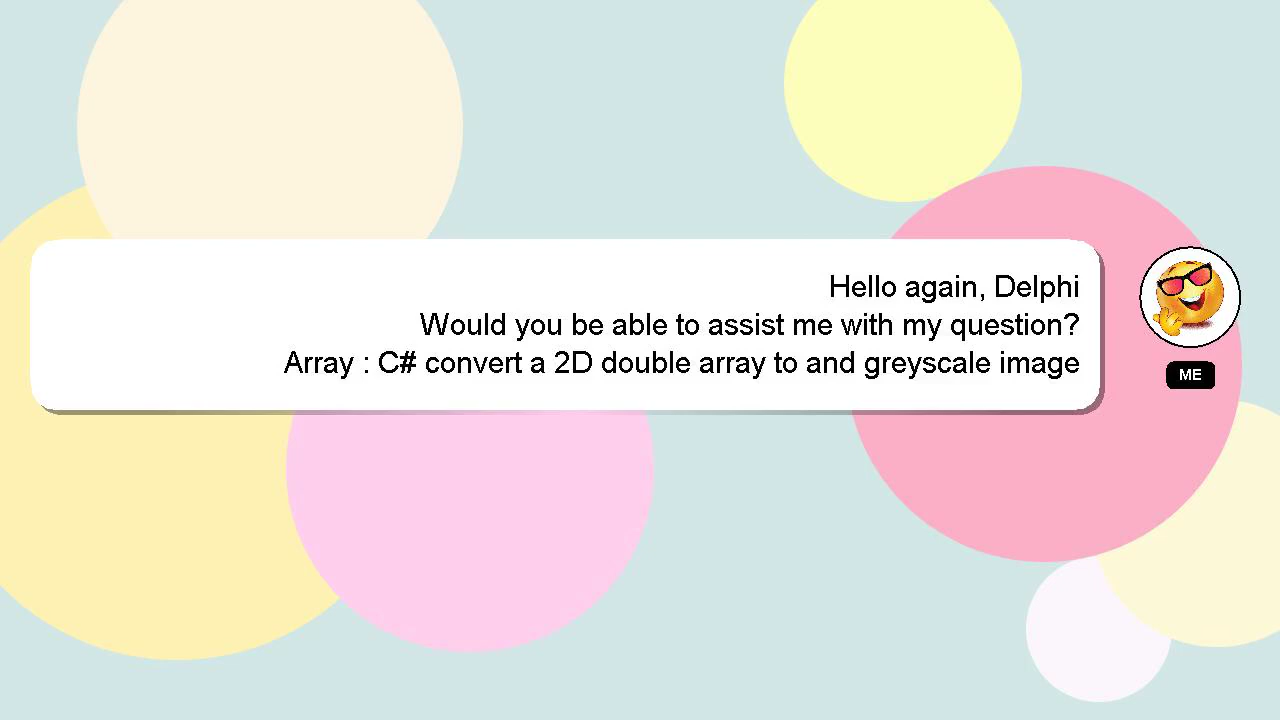 Hello again, Delphi
Would you be able to assist me with my question?
Array : C# convert a 2D double array to and greyscale image
ME